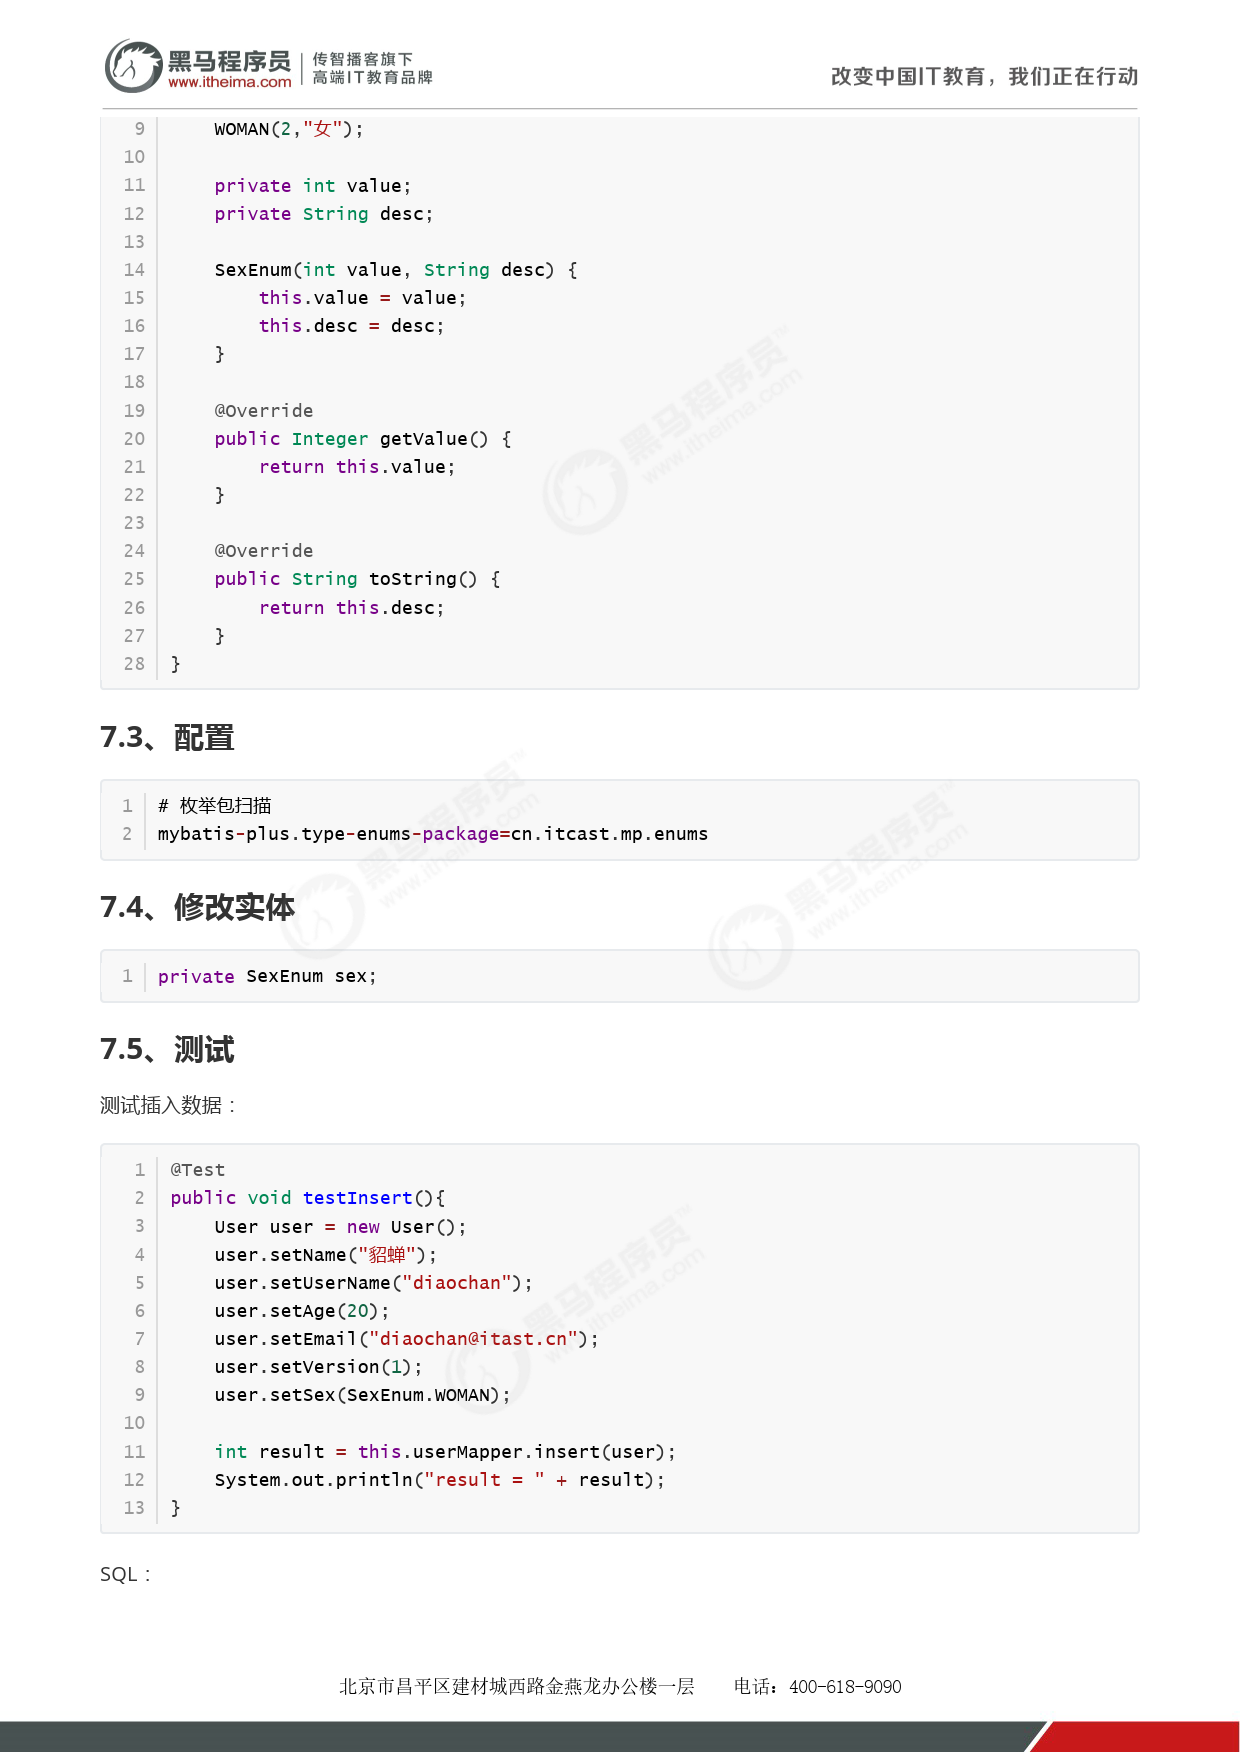 黑马程序员
www.itheima.com
传智播客旗下
高端IT教育品牌
改变中国IT教育，我们正在行动
9 WOMAN(2,"女");
10
11 private int value;
12 private String desc;
13
14 SexEnum(int value, String desc) {
15 this.value = value;
16 this.desc = desc;
17 }
18
19 @Override
20 public Integer getValue() {
21 return this.value;
22 }
23
24 @Override
25 public String toString() {
26 return this.desc;
27 }
28 }
7.3、配置
1 # 枚举包扫描
2 mybatis-plus.type-enums-package=cn.itcast.mp.enums
7.4、修改实体
1 private SexEnum sex;
7.5、测试
测试插入数据：
1 @Test
2 public void testInsert(){
3 User user = new User();
4 user.setName("貂蝉");
5 user.setUserName("diaochan");
6 user.setAge(20);
7 user.setEmail("diaochan@itast.cn");
8 user.setVersion(1);
9 user.setSex(SexEnum.WOMAN);
10
11 int result = this.userMapper.insert(user);
12 System.out.println("result = " + result);
13 }
SQL：
北京市昌平区建材城西路金燕龙办公楼一层 电话：400-618-9090